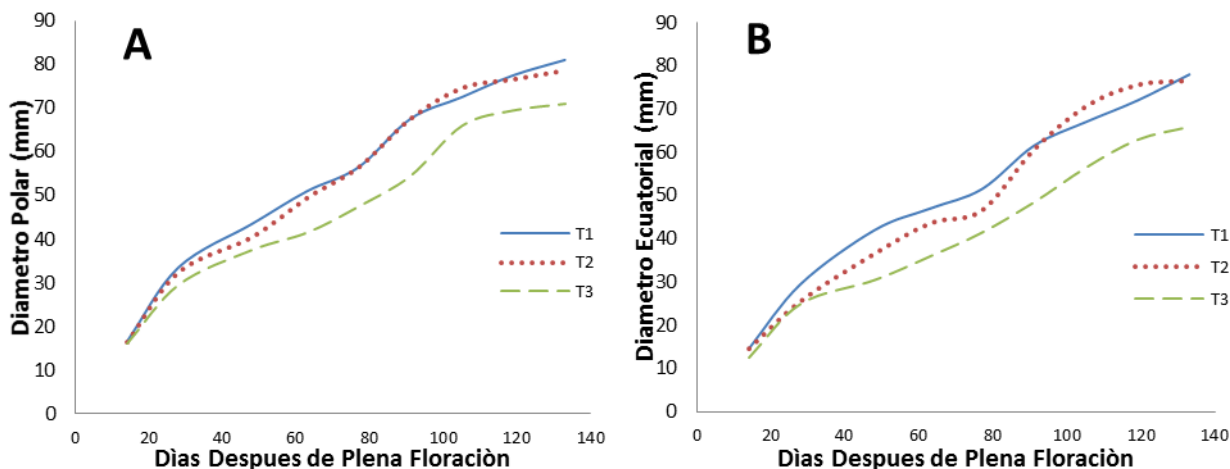 A
Diametro Polar (mm)
90
80
70
60
50
40
30
20
10
0
T1
T2
T3
0 20 40 60 80 100 120 140
Dìas Despues de Plena Floraciòn
B
Diametro Ecuatorial (mm)
90
80
70
60
50
40
30
20
10
0
T1
T2
T3
0 20 40 60 80 100 120 140
Dìas Despues de Plena Floraciòn